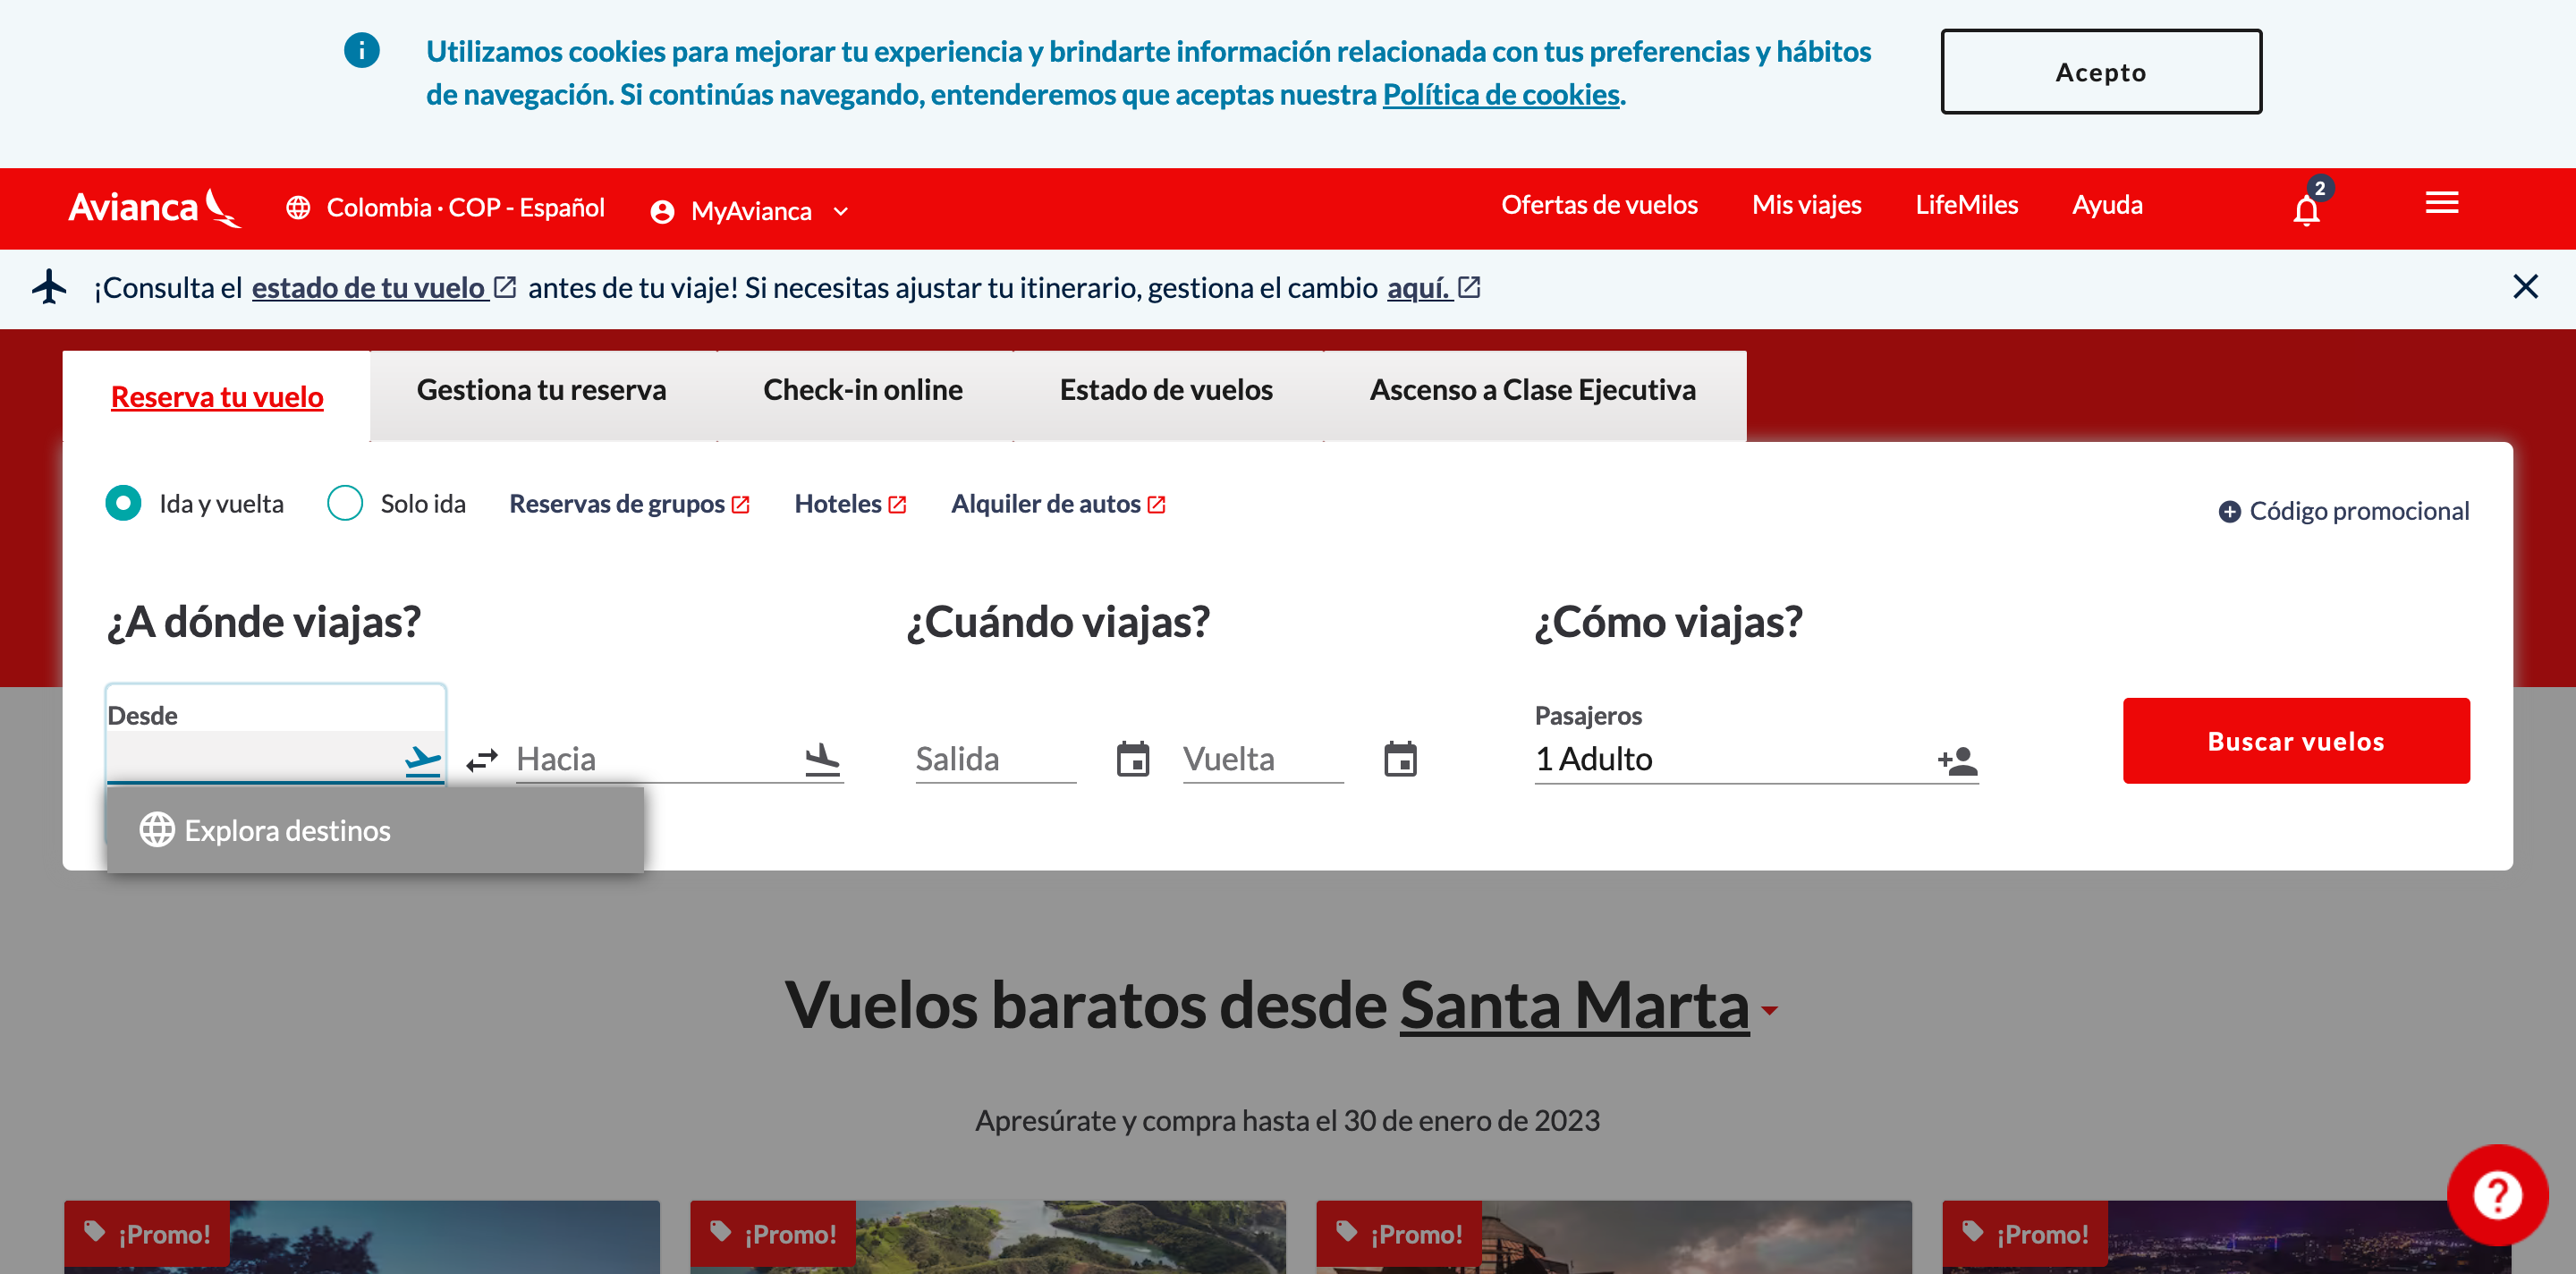 Utilizamos cookies para mejorar tu experiencia y brindarte información relacionada con tus preferencias y hábitos
de navegación. Si continúas navegando, entenderemos que aceptas nuestra Política de cookies.
Acepto
Avianca
Colombia · COP - Español
MyAvianca
Ofertas de vuelos
Mis viajes
LifeMiles
Ayuda
2
¡Consulta el estado de tu vuelo antes de tu viaje! Si necesitas ajustar tu itinerario, gestiona el cambio aquí.
Reserva tu vuelo
Gestiona tu reserva
Check-in online
Estado de vuelos
Ascenso a Clase Ejecutiva
Ida y vuelta
Solo ida
Reservas de grupos
Hoteles
Alquiler de autos
Código promocional
¿A dónde viajas?
¿Cuándo viajas?
¿Cómo viajas?
Desde
Hacia
Salida
Vuelta
Pasajeros
1 Adulto
Buscar vuelos
Explora destinos
Vuelos baratos desde Santa Marta
Apresúrate y compra hasta el 30 de enero de 2023
¡Promo!
¡Promo!
¡Promo!
¡Promo!